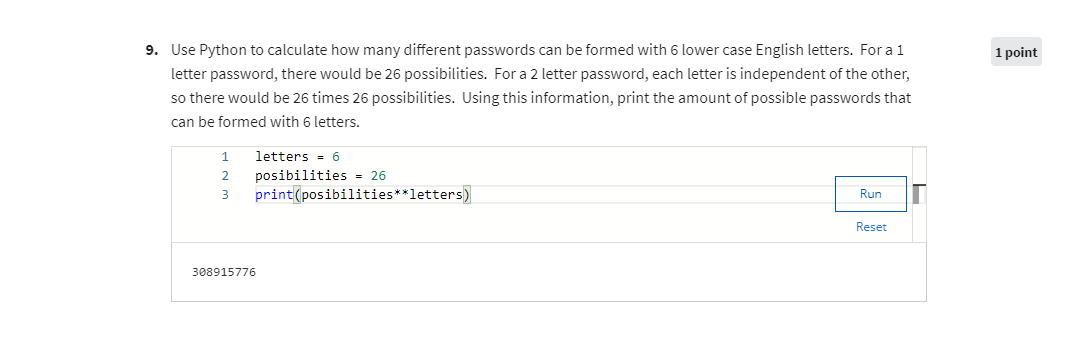 9. Use Python to calculate how many different passwords can be formed with 6 lower case English letters. For a 1
letter password, there would be 26 possibilities. For a 2 letter password, each letter is independent of the other,
so there would be 26 times 26 possibilities. Using this information, print the amount of possible passwords that
can be formed with 6 letters.
1 point
1 letters = 6
2 posibilities = 26
3 print(posibilities**letters)
Run
Reset
308915776